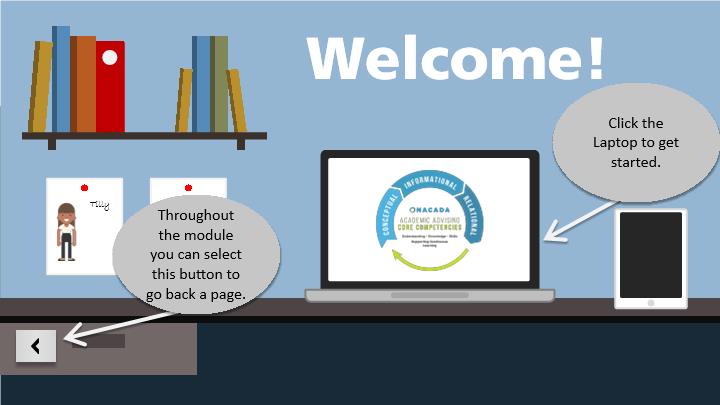 Welcome!
Click the
Laptop to get
started.
CONCEPTUAL INFORMATIONAL RELATIONAL
NACADA
ACADEMIC ADVISING
CORE COMPETENCIES
Understanding • Knowledge • Skills
Supporting Continuous
Learning
Tilly
Throughout
the module
you can select
this button to
go back a page.